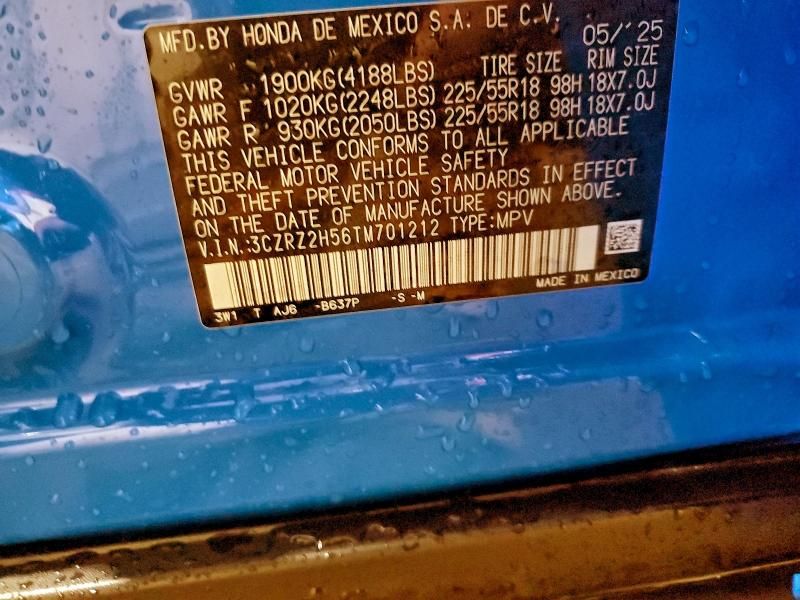 MFD.BY HONDA DE MEXICO S.A. DE C.V. 05/'25
TIRE SIZE RIM SIZE
GVWR 1900KG(4188LBS)
GAWR F 1020KG(2248LBS) 225/55R18 98H 18X7.0J
GAWR R 930KG(2050LBS) 225/55R18 98H 18X7.0J
THIS VEHICLE CONFORMS TO ALL APPLICABLE
FEDERAL MOTOR VEHICLE SAFETY
AND THEFT PREVENTION STANDARDS IN EFFECT
ON THE DATE OF MANUFACTURE SHOWN ABOVE.
V.I.N.:3CZRZ2H56TM701212 TYPE:MPV
3W1 T AJ6 -B637P -S -M MADE IN MEXICO